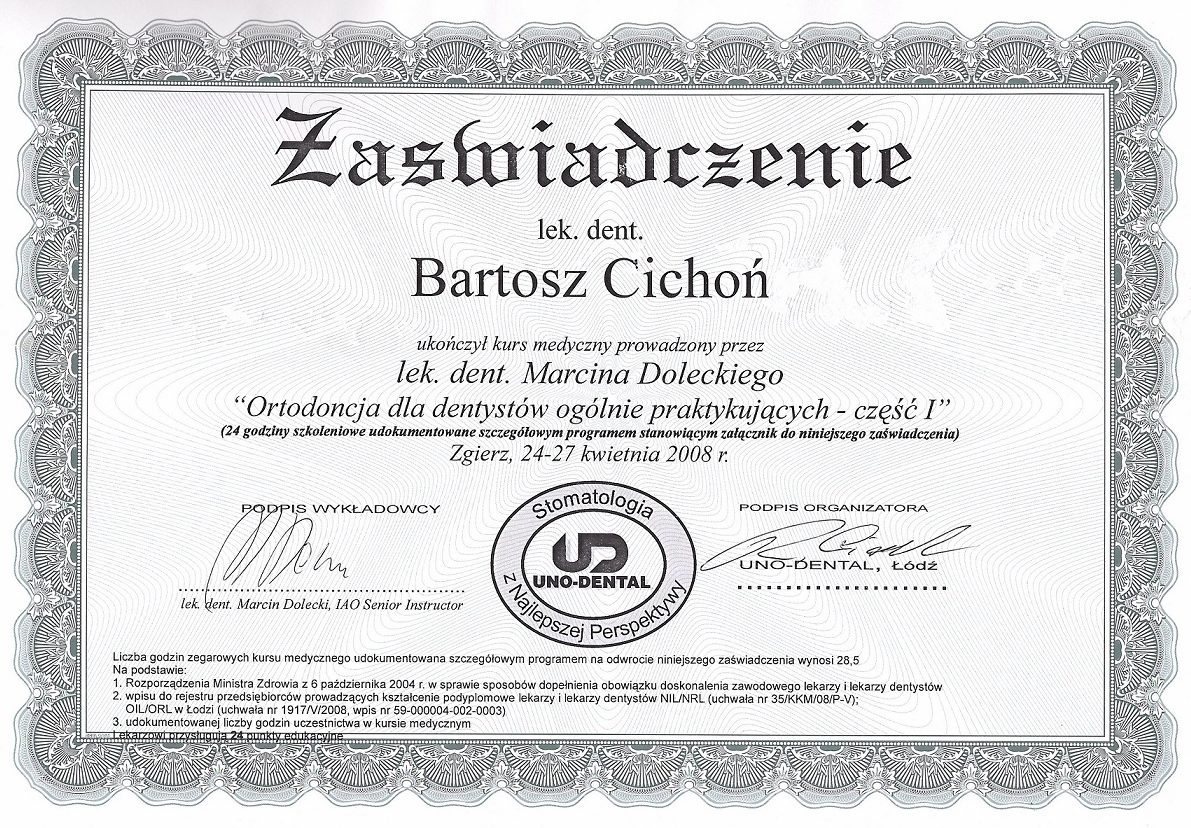 Zaswiadczenie
lek. dent.
Bartosz Cichoń
ukończył kurs medyczny prowadzony przez
lek. dent. Marcina Doleckiego
“Ortodoncja dla dentystów ogólnie praktykujących - część I”
(24 godziny szkoleniowe udokumentowane szczegółowym programem stanowiącym załącznik do niniejszego zaświadczenia)
Zgierz, 24-27 kwietnia 2008 r.
PODPIS WYKŁADOWCY
lek. dent. Marcin Dolecki, IAO Senior Instructor
Stomatologia
UD
UNO-DENTAL
z Najlepszej Perspektywy
PODPIS ORGANIZATORA
UNO-DENTAL, Łódź
Liczba godzin zegarowych kursu medycznego udokumentowana szczegółowym programem na odwrocie niniejszego zaświadczenia wynosi 28,5
Na podstawie:
1. Rozporządzenia Ministra Zdrowia z 6 października 2004 r. w sprawie sposobów dopełnienia obowiązku doskonalenia zawodowego lekarzy i lekarzy dentystów
2. wpisu do rejestru przedsiębiorców prowadzących kształcenie podyplomowe lekarzy i lekarzy dentystów NIL/NRL (uchwała nr 35/KKM/08/P-V);
OIL/ORL w Łodzi (uchwała nr 1917/V/2008, wpis nr 59-000004-002-0003)
3. udokumentowanej liczby godzin uczestnictwa w kursie medycznym
Lekarzowi przysługują 24 punkty edukacyjne